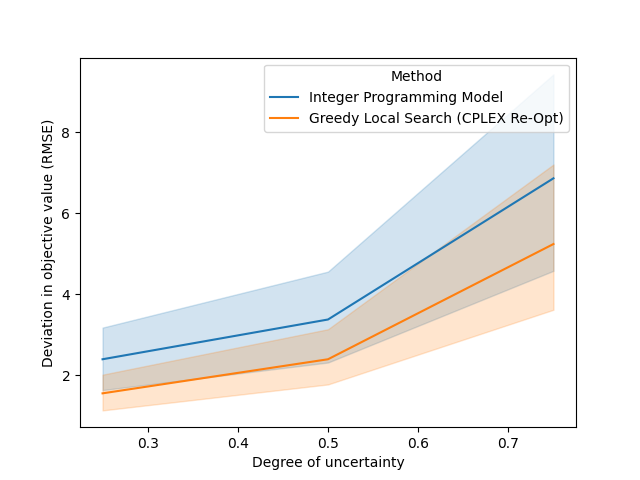 Method
Integer Programming Model
Greedy Local Search (CPLEX Re-Opt)
Deviation in objective value (RMSE)
8
6
4
2
0.3 0.4 0.5 0.6 0.7
Degree of uncertainty